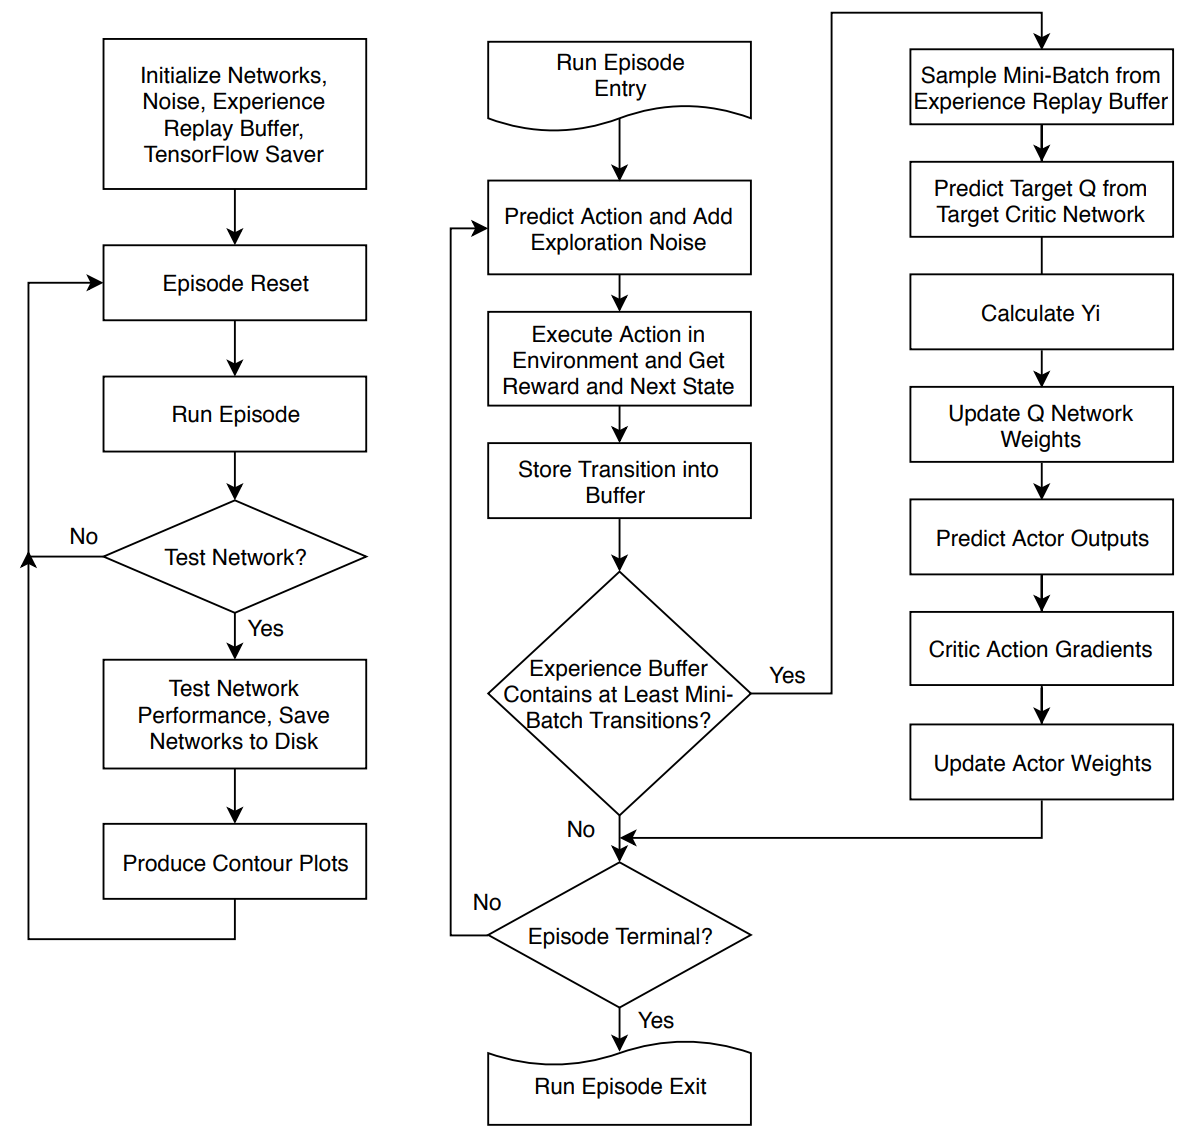 Initialize Networks,
Noise, Experience
Replay Buffer,
TensorFlow Saver
Episode Reset
Run Episode
No
Test Network?
Yes
Test Network
Performance, Save
Networks to Disk
Produce Contour Plots
Run Episode
Entry
Predict Action and Add
Exploration Noise
Execute Action in
Environment and Get
Reward and Next State
Store Transition into
Buffer
Experience Buffer
Contains at Least Mini-
Batch Transitions?
Yes
No
No
Episode Terminal?
Yes
Run Episode Exit
Sample Mini-Batch from
Experience Replay Buffer
Predict Target Q from
Target Critic Network
Calculate Yi
Update Q Network
Weights
Predict Actor Outputs
Critic Action Gradients
Update Actor Weights